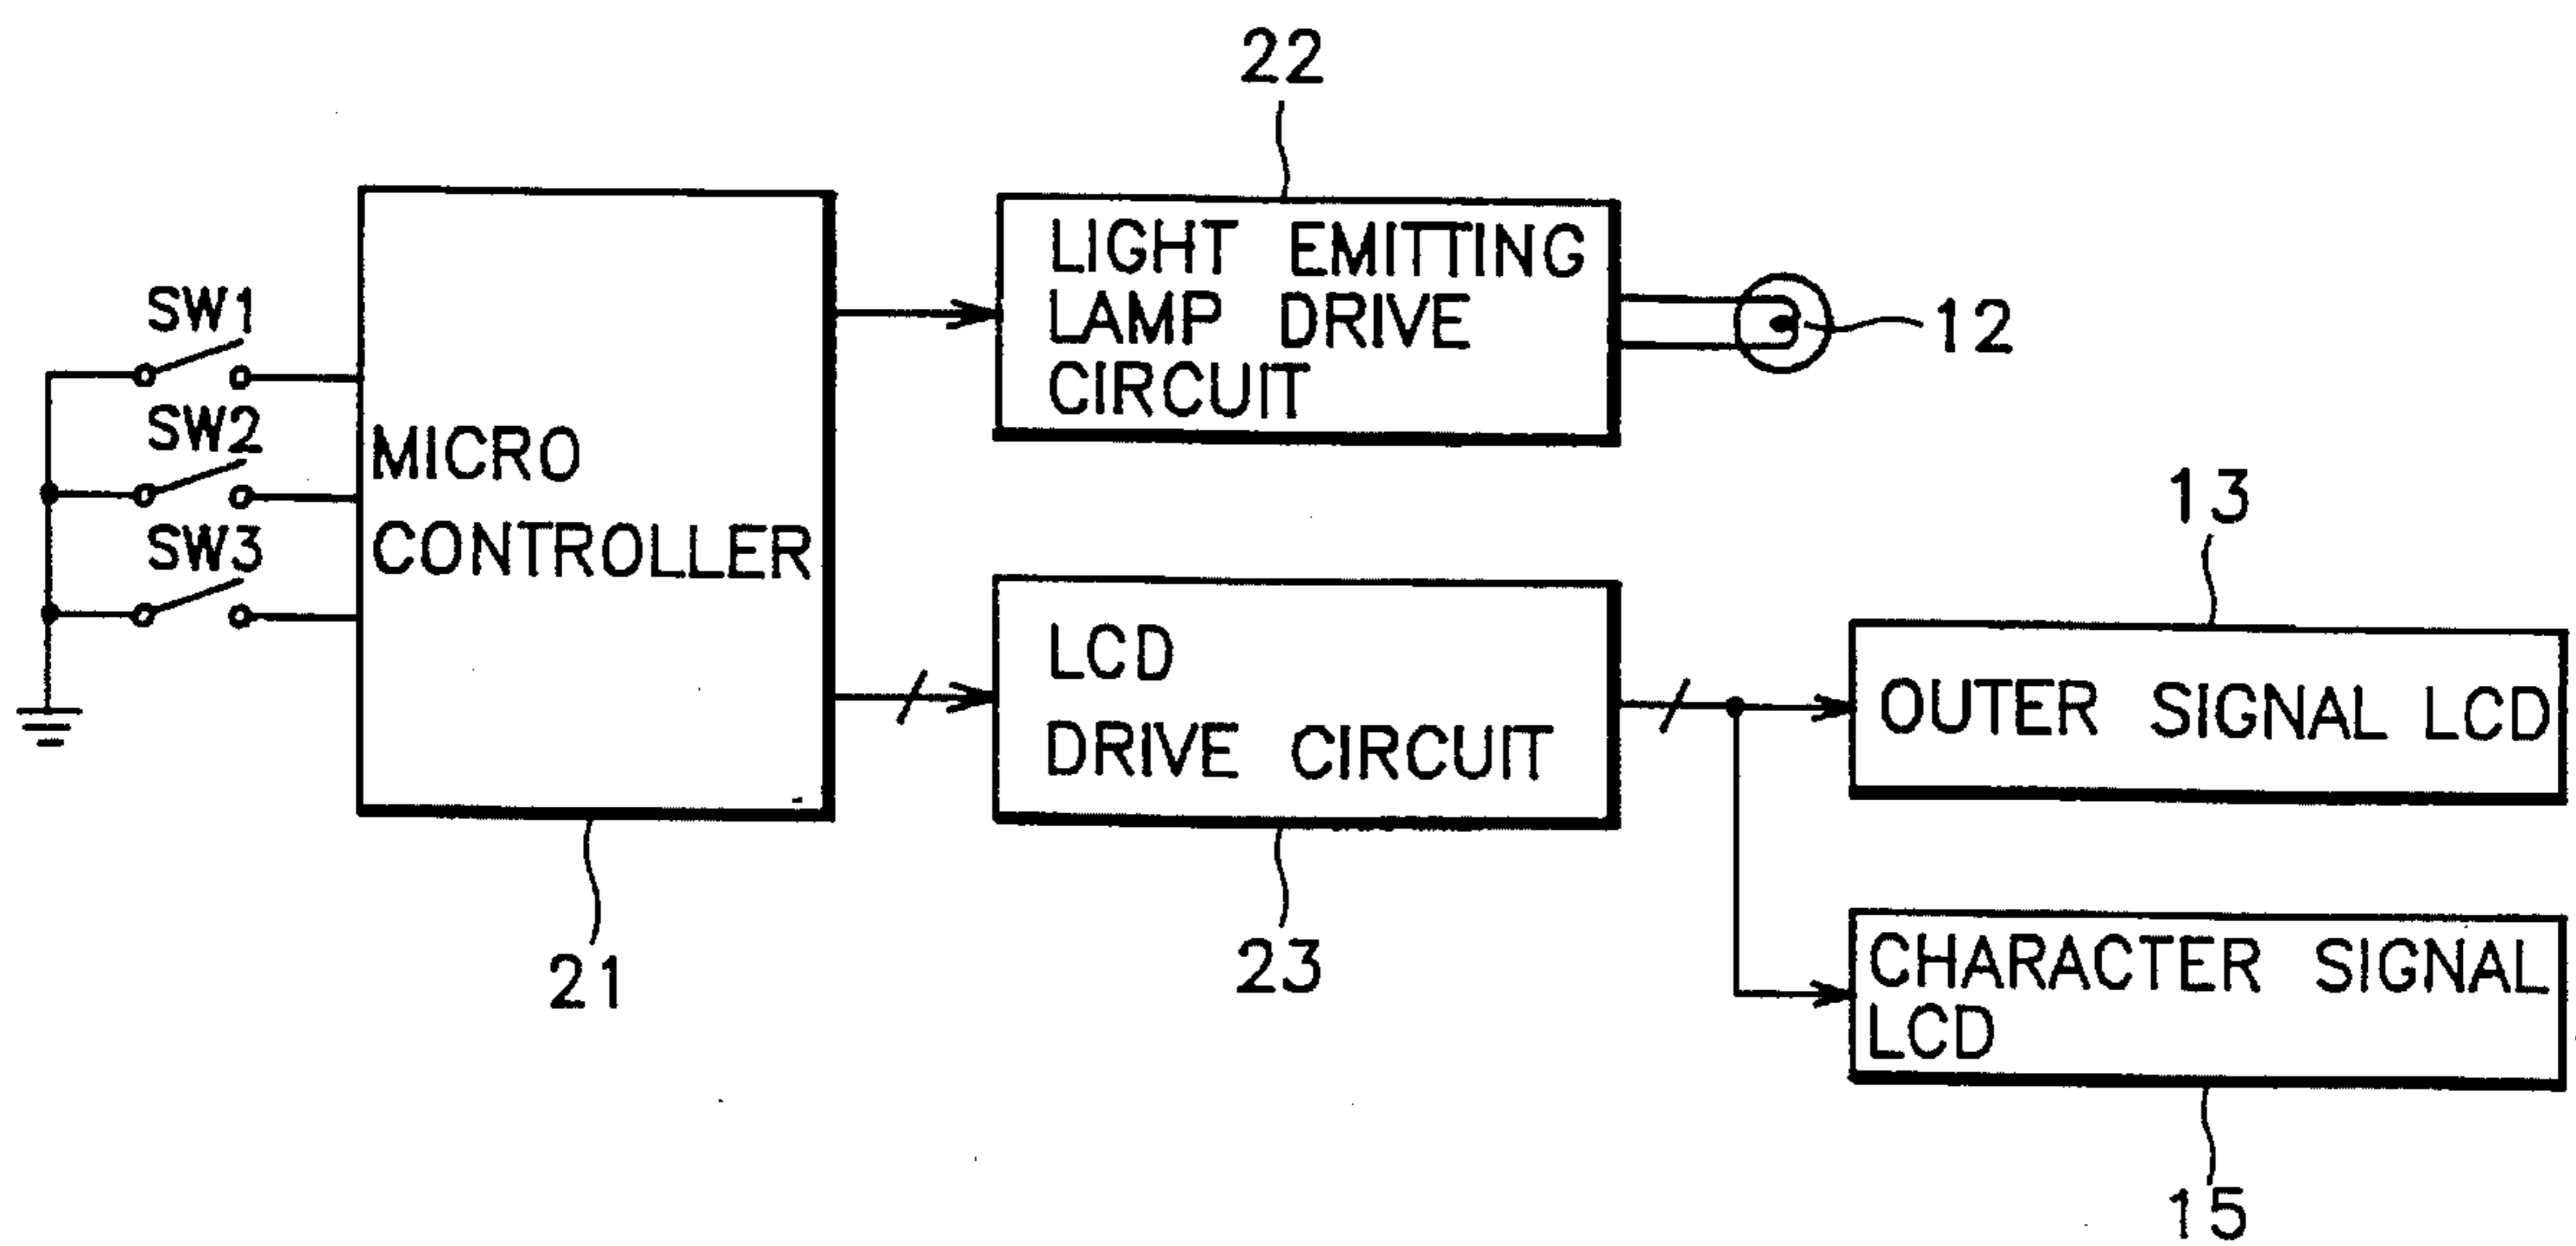 22
LIGHT EMITTING
LAMP DRIVE
CIRCUIT
12
SW1
SW2
SW3
MICRO
CONTROLLER
21
LCD
DRIVE CIRCUIT
23
13
OUTER SIGNAL LCD
CHARACTER SIGNAL
LCD
15